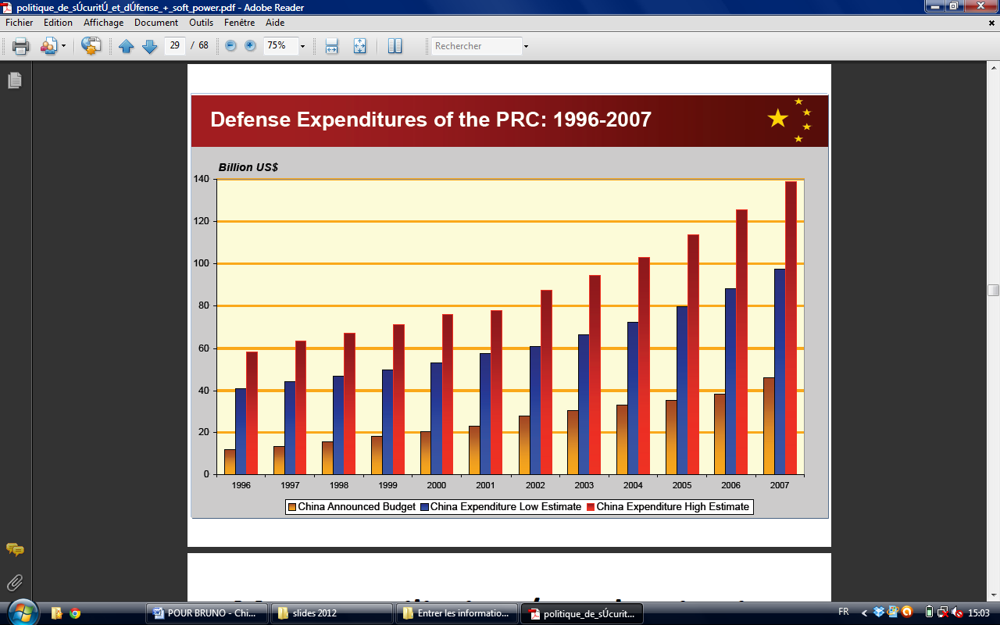 politique_de_sÚcuritÚ_et_dÚfense_+_soft_power.pdf - Adobe Reader
Fichier Edition Affichage Document Outils Fenêtre Aide
29 / 68 75% Rechercher
Defense Expenditures of the PRC: 1996-2007
Billion US$
140
120
100
80
60
40
20
0
1996 1997 1998 1999 2000 2001 2002 2003 2004 2005 2006 2007
China Announced Budget China Expenditure Low Estimate China Expenditure High Estimate
POUR BRUNO - Chi... slides 2012 Entrer les informatio... politique_de_sÚcurit... FR 15:03